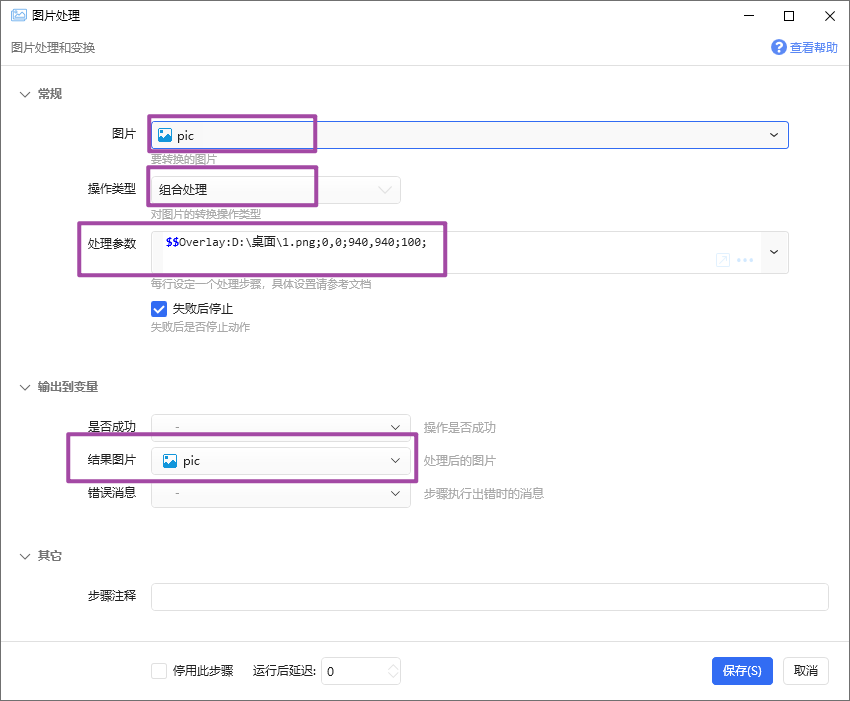 图片处理
图片处理和变换
查看帮助
常规
图片
pic
要转换的图片
操作类型
组合处理
对图片的转换操作类型
处理参数
$$Overlay:D:\桌面\1.png;0,0;940,940;100;
每行设定一个处理步骤，具体设置请参考文档
失败后停止
失败后是否停止动作
输出到变量
是否成功 - 操作是否成功
结果图片 pic 处理后的图片
错误消息 - 步骤执行出错时的消息
其它
步骤注释
停用此步骤 运行后延迟: 0 保存(S) 取消